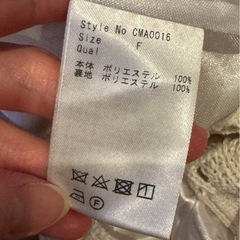 Style No CMA0016
Size F
Qual
本体 ポリエステル 100%
裏地 ポリエステル 100%
F